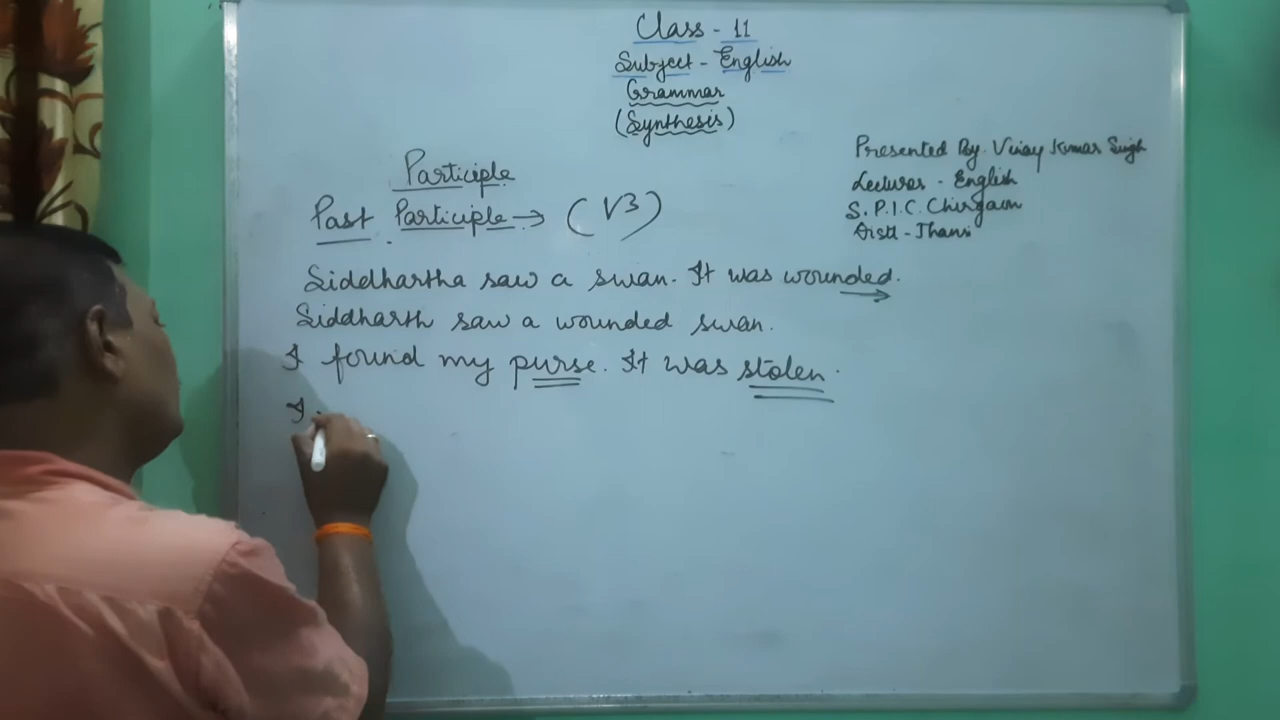 Class - 11
Subject - English
Grammar
(Synthesis)
Presented By. Vinay Kumar Singh
Lecturer - English
S.P.I.C. Chirgaon
Distt - Jhansi
Participle
Past Participle → (V3)
Siddhartha saw a swan. It was wounded.
Siddharth saw a wounded swan.
I found my purse. It was stolen.
I